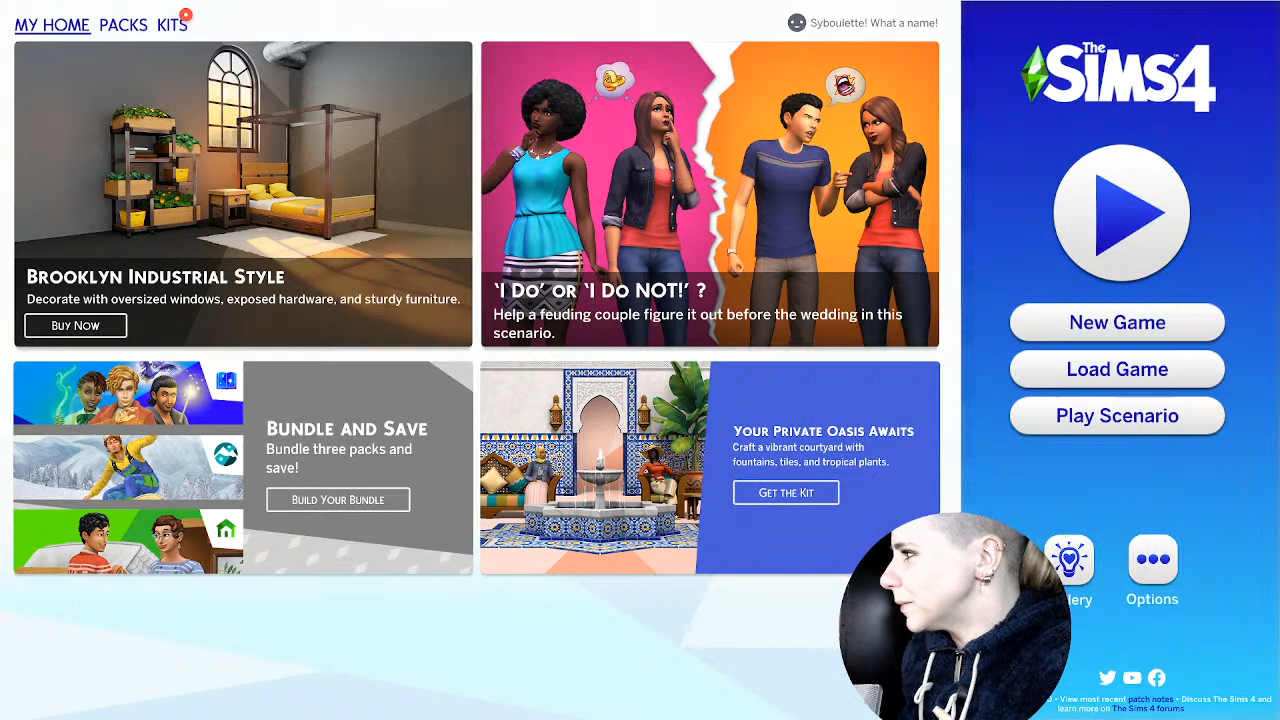 MY HOME PACKS KITS
Syboulette! What a name!
BROOKLYN INDUSTRIAL STYLE
Decorate with oversized windows, exposed hardware, and sturdy furniture.
BUY NOW
'I DO' OR 'I DO NOT!' ?
Help a feuding couple figure it out before the wedding in this
scenario.
BUNDLE AND SAVE
Bundle three packs and
save!
BUILD YOUR BUNDLE
YOUR PRIVATE OASIS AWAITS
Craft a vibrant courtyard with
fountains, tiles, and tropical plants.
GET THE KIT
The SIMS 4
New Game
Load Game
Play Scenario
Options
- View most recent patch notes - Discuss The Sims 4 and
learn more on The Sims 4 forums